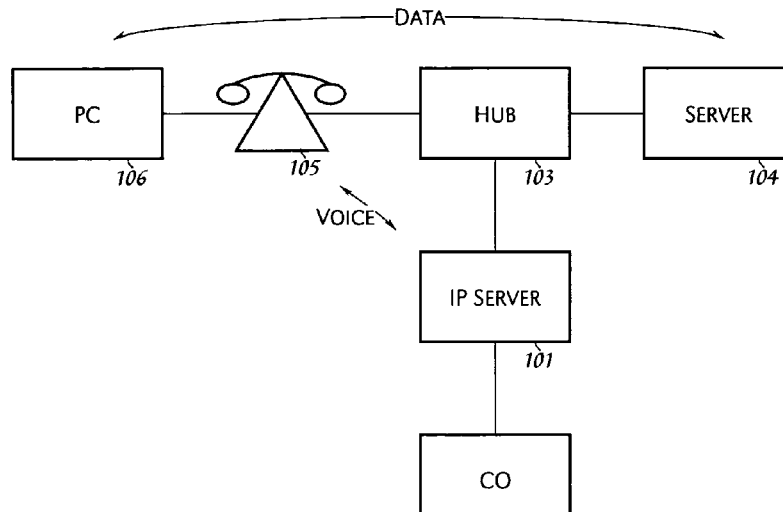 DATA
PC
HUB
SERVER
106
105
103
104
VOICE
IP SERVER
101
CO